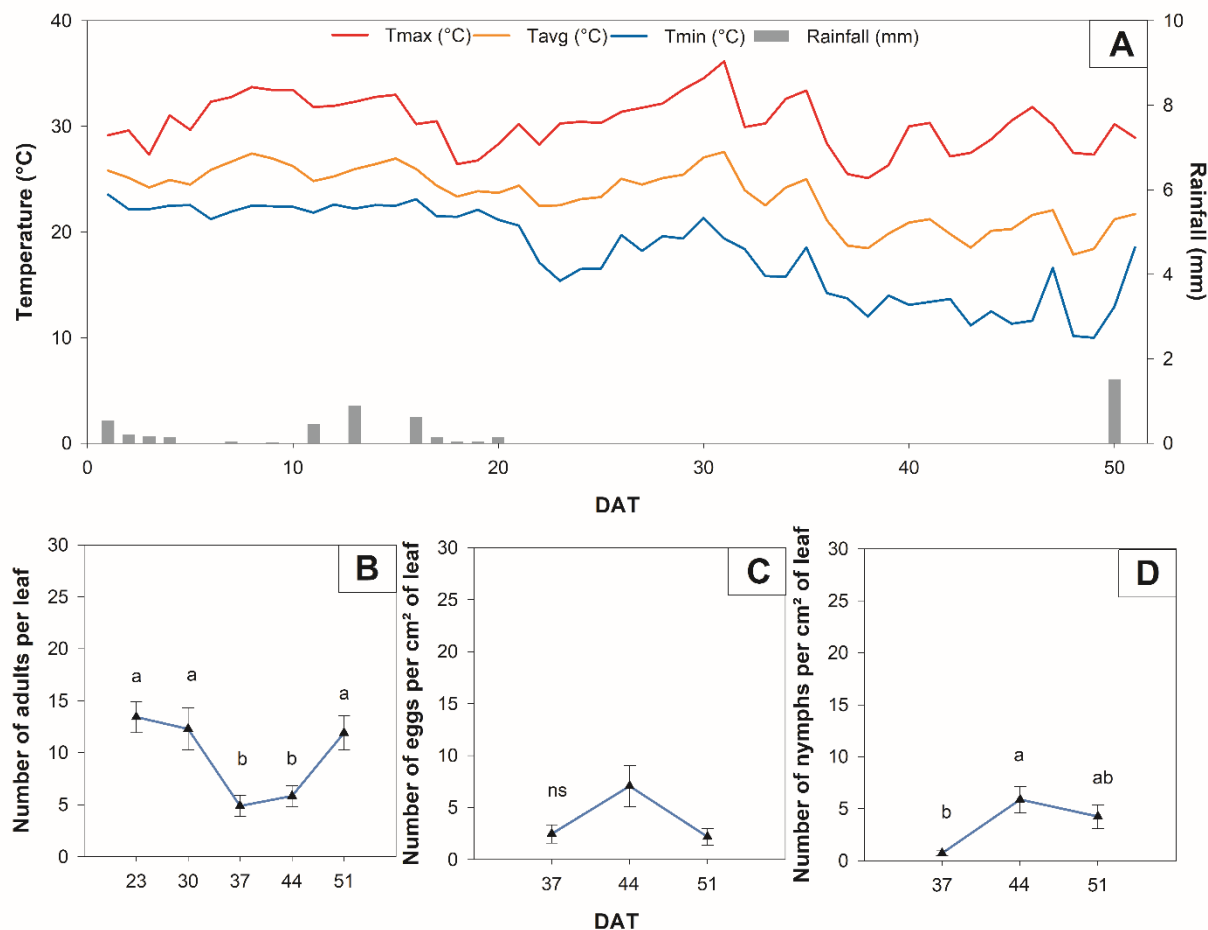 Tmax (°C) Tavg (°C) Tmin (°C) Rainfall (mm)
A
Temperature (°C)
40
30
20
10
0
Rainfall (mm)
10
8
6
4
2
0
0 10 20 30 40 50
DAT
B
Number of adults per leaf
30
25
20
15
10
5
0
a a b b a
23 30 37 44 51
C
Number of eggs per cm² of leaf
30
25
20
15
10
5
0
ns
37 44 51
DAT
D
Number of nymphs per cm² of leaf
30
25
20
15
10
5
0
b a ab
37 44 51